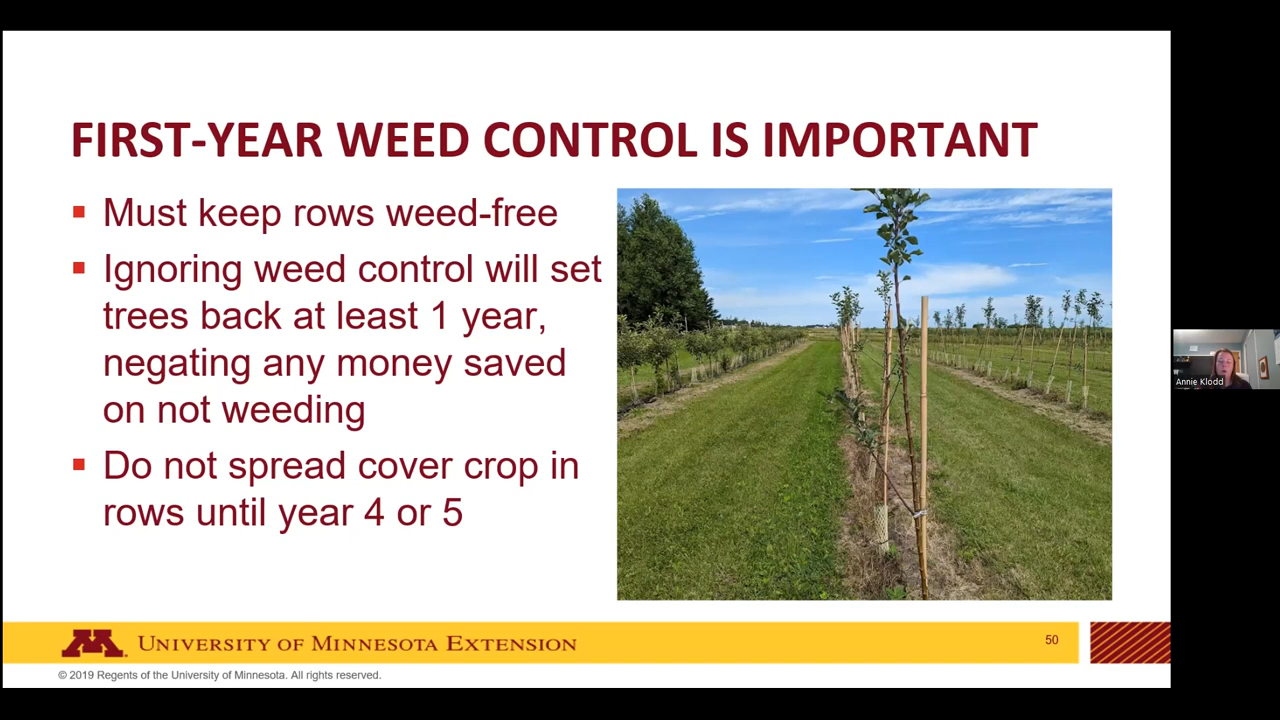 FIRST-YEAR WEED CONTROL IS IMPORTANT
▪ Must keep rows weed-free
▪ Ignoring weed control will set
trees back at least 1 year,
negating any money saved
on not weeding
▪ Do not spread cover crop in
rows until year 4 or 5
Annie Klodd
M UNIVERSITY OF MINNESOTA EXTENSION
50
© 2019 Regents of the University of Minnesota. All rights reserved.